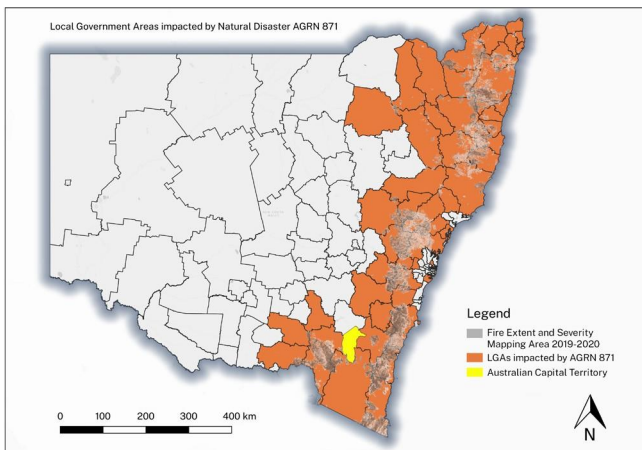 Local Government Areas impacted by Natural Disaster AGRN 871
Legend
Fire Extent and Severity
Mapping Area 2019-2020
LGAs impacted by AGRN 871
Australian Capital Territory
0 100 200 300 400 km
N